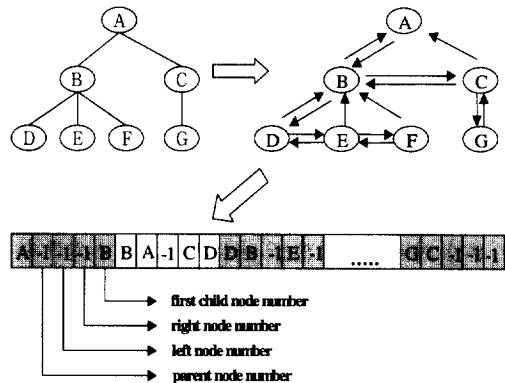 A A
B C B C
D E F G D E F G
A -1 -1 -1 B B A -1 C D D B -1 E -1 ..... G C -1 -1 -1
first child node number
right node number
left node number
parent node number